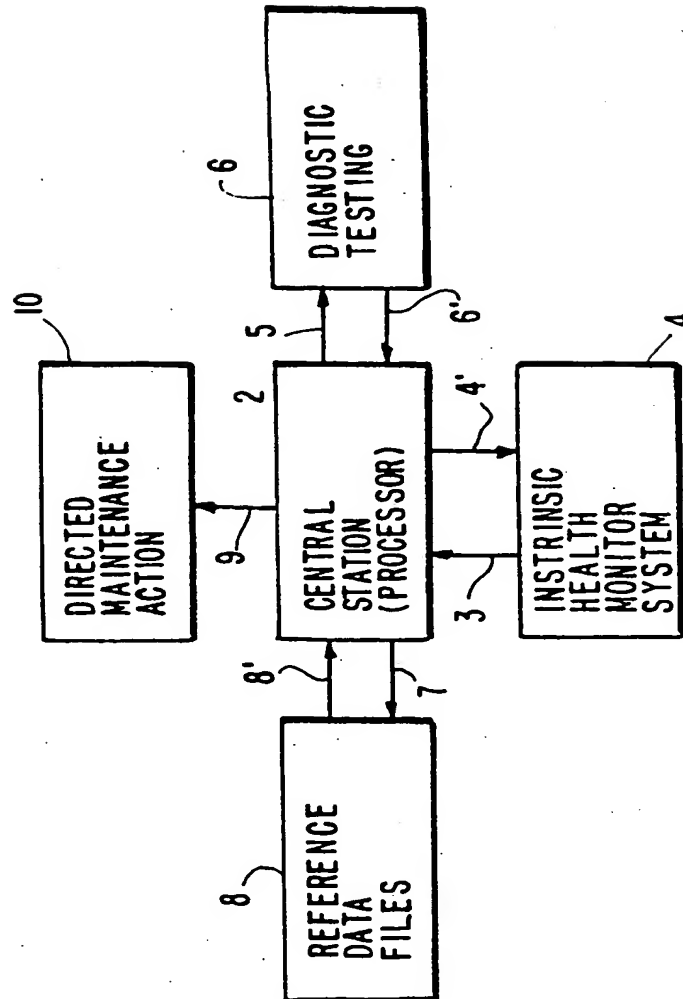 10
DIRECTED
MAINTENANCE
ACTION
9
8
REFERENCE
DATA
FILES
8'
7
2
CENTRAL
STATION
(PROCESSOR)
5
6'
6
DIAGNOSTIC
TESTING
3
4'
INSTRINSIC
HEALTH
MONITOR
SYSTEM
4